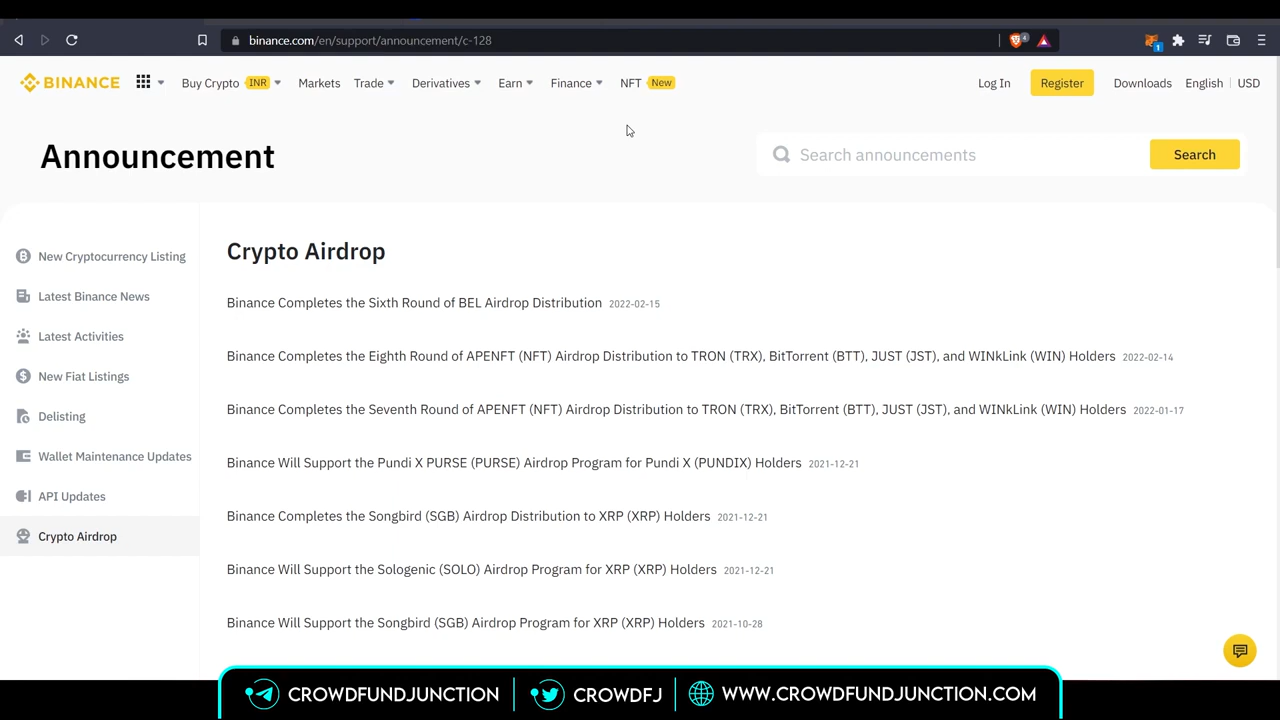 binance.com/en/support/announcement/c-128
4
1
BINANCE
Buy Crypto INR
Markets
Trade
Derivatives
Earn
Finance
NFT New
Log In
Register
Downloads
English
USD
Announcement
Search announcements
Search
New Cryptocurrency Listing
Latest Binance News
Latest Activities
New Fiat Listings
Delisting
Wallet Maintenance Updates
API Updates
Crypto Airdrop
Crypto Airdrop
Binance Completes the Sixth Round of BEL Airdrop Distribution 2022-02-15
Binance Completes the Eighth Round of APENFT (NFT) Airdrop Distribution to TRON (TRX), BitTorrent (BTT), JUST (JST), and WINkLink (WIN) Holders 2022-02-14
Binance Completes the Seventh Round of APENFT (NFT) Airdrop Distribution to TRON (TRX), BitTorrent (BTT), JUST (JST), and WINkLink (WIN) Holders 2022-01-17
Binance Will Support the Pundi X PURSE (PURSE) Airdrop Program for Pundi X (PUNDIX) Holders 2021-12-21
Binance Completes the Songbird (SGB) Airdrop Distribution to XRP (XRP) Holders 2021-12-21
Binance Will Support the Sologenic (SOLO) Airdrop Program for XRP (XRP) Holders 2021-12-21
Binance Will Support the Songbird (SGB) Airdrop Program for XRP (XRP) Holders 2021-10-28
CROWDFUNDJUNCTION
CROWDFJ
WWW.CROWDFUNDJUNCTION.COM